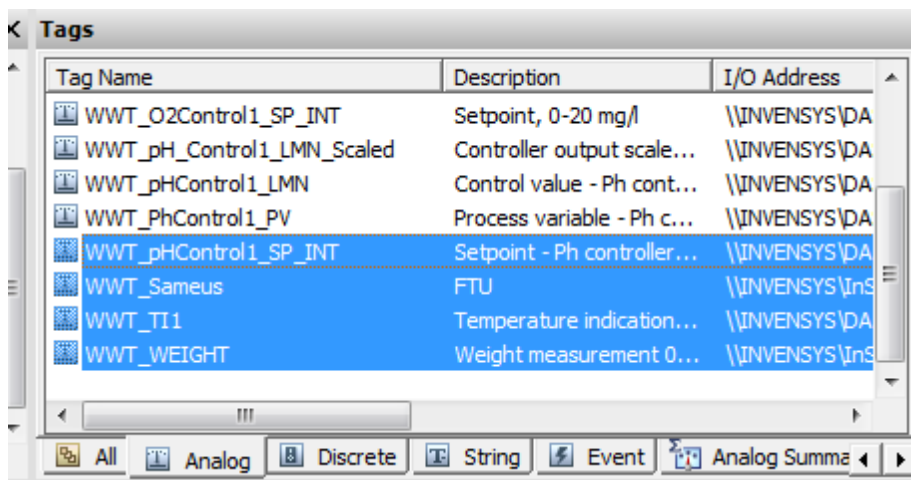 Tags
Tag Name Description I/O Address
WWT_O2Control1_SP_INT Setpoint, 0-20 mg/l \\INVENSYS\DA
WWT_pH_Control1_LMN_Scaled Controller output scale... \\INVENSYS\DA
WWT_pHControl1_LMN Control value - Ph cont... \\INVENSYS\DA
WWT_PhControl1_PV Process variable - Ph c... \\INVENSYS\DA
WWT_pHControl1_SP_INT Setpoint - Ph controller... \\INVENSYS\DA
WWT_Sameus FTU \\INVENSYS\InS
WWT_TI1 Temperature indication... \\INVENSYS\DA
WWT_WEIGHT Weight measurement 0... \\INVENSYS\InS
All Analog Discrete String Event Analog Summa